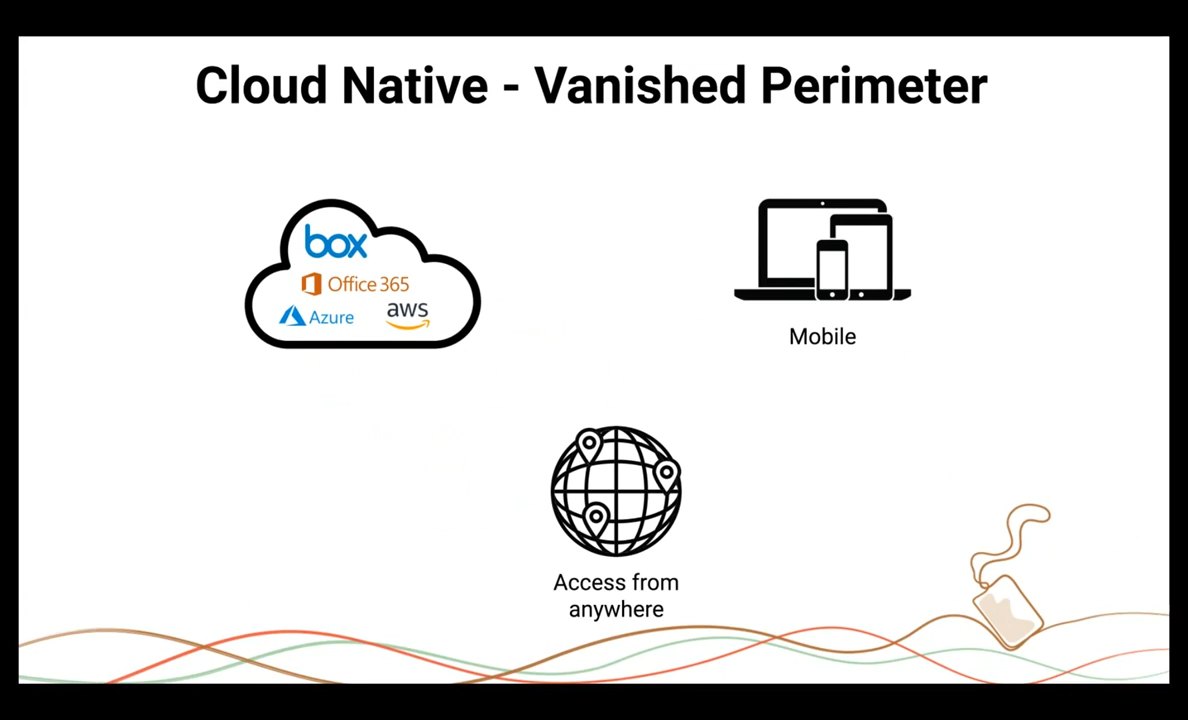 Cloud Native - Vanished Perimeter
box
Office 365
Azure
aws
Mobile
Access from
anywhere